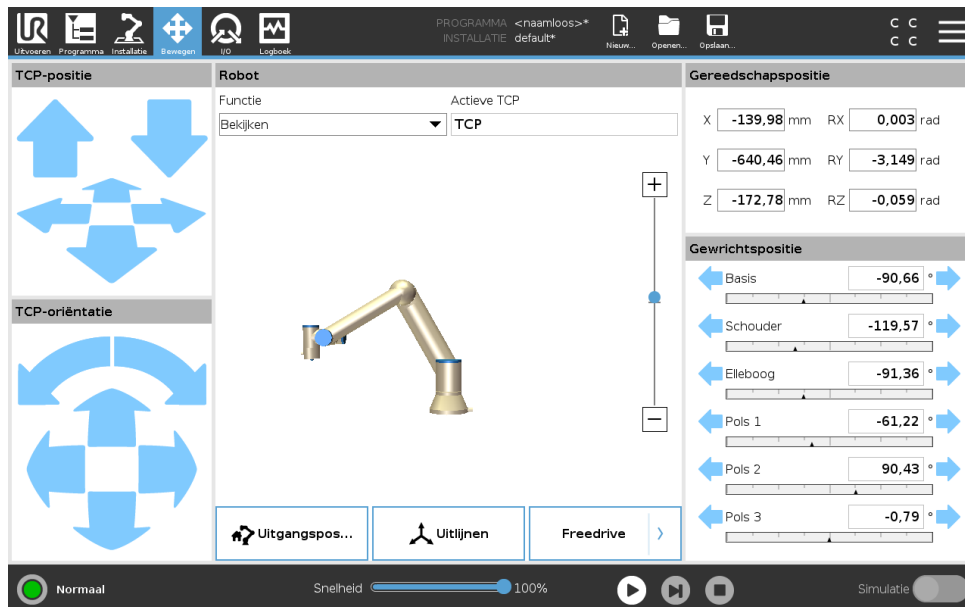 PROGRAMMA <naamloos>*
INSTALLATIE default*
Uitvoeren Programma Installatie Bewegen I/O Logboek Nieuw... Openen... Opslaan...
C C
C C
TCP-positie
TCP-oriëntatie
Robot
Functie Actieve TCP
Bekijken TCP
+
−
Uitgangspos... Uitlijnen Freedrive
Gereedschapspositie
X -139,98 mm RX 0,003 rad
Y -640,46 mm RY -3,149 rad
Z -172,78 mm RZ -0,059 rad
Gewrichtspositie
Basis -90,66 °
Schouder -119,57 °
Elleboog -91,36 °
Pols 1 -61,22 °
Pols 2 90,43 °
Pols 3 -0,79 °
Normaal Snelheid 100% Simulatie